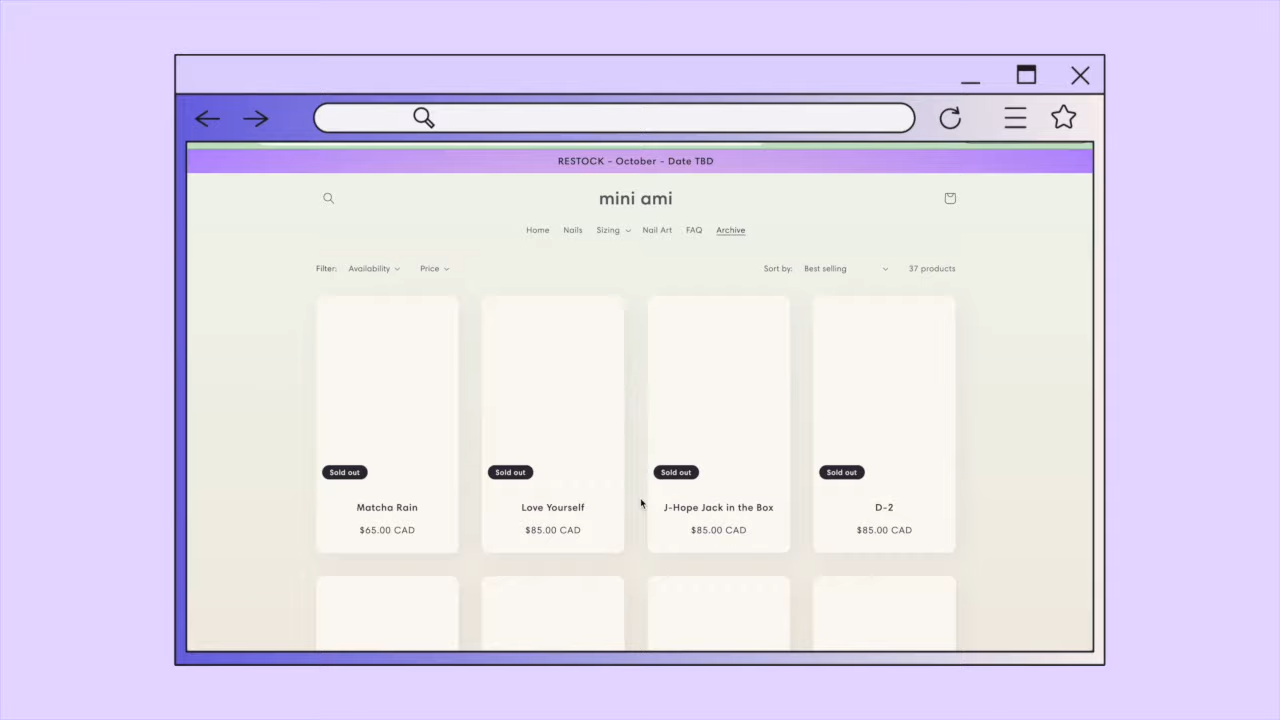 RESTOCK - October - Date TBD
mini ami
Home Nails Sizing Nail Art FAQ Archive
Filter: Availability Price Sort by: Best selling 37 products
Sold out Sold out Sold out Sold out
Matcha Rain Love Yourself J-Hope Jack in the Box D-2
$65.00 CAD $85.00 CAD $85.00 CAD $85.00 CAD